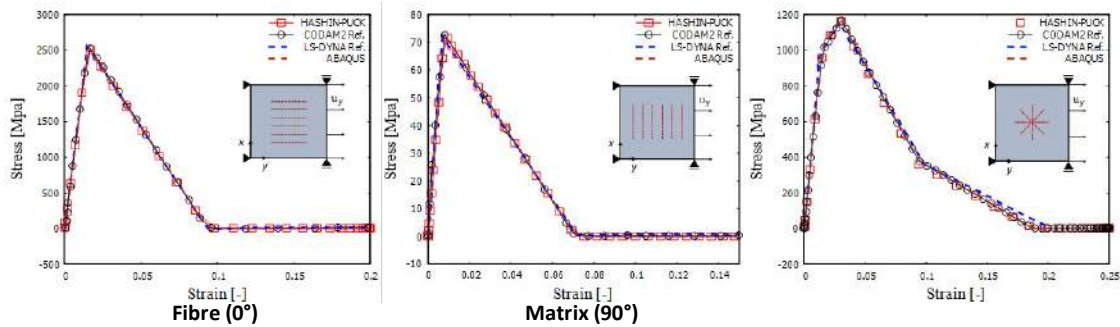 HASHIN-PUCK
CODAM2 Ref.
LS-DYNA Ref.
ABAQUS
3000
2500
2000
1500
1000
500
0
-500
Stress [Mpa]
u y
x
y
0
0.05
0.1
0.15
0.2
Strain [-]
Fibre (0°)
HASHIN-PUCK
CODAM2 Ref.
LS-DYNA Ref.
ABAQUS
80
70
60
50
40
30
20
10
0
-10
Stress [Mpa]
u y
x
y
0
0.02
0.04
0.06
0.08
0.1
0.12
0.14
Strain [-]
Matrix (90°)
HASHIN-PUCK
CODAM2 Ref.
LS-DYNA Ref.
ABAQUS
1200
1000
800
600
400
200
0
-200
Stress [Mpa]
u y
x
y
0
0.05
0.1
0.15
0.2
0.25
Strain [-]